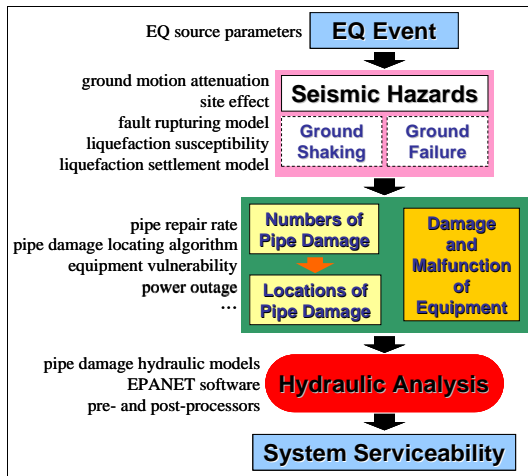 EQ source parameters
EQ Event
ground motion attenuation
site effect
fault rupturing model
liquefaction susceptibility
liquefaction settlement model
Seismic Hazards
Ground
Shaking
Ground
Failure
pipe repair rate
pipe damage locating algorithm
equipment vulnerability
power outage
…
Numbers of
Pipe Damage
Locations of
Pipe Damage
Damage
and
Malfunction
of
Equipment
pipe damage hydraulic models
EPANET software
pre- and post-processors
Hydraulic Analysis
System Serviceability